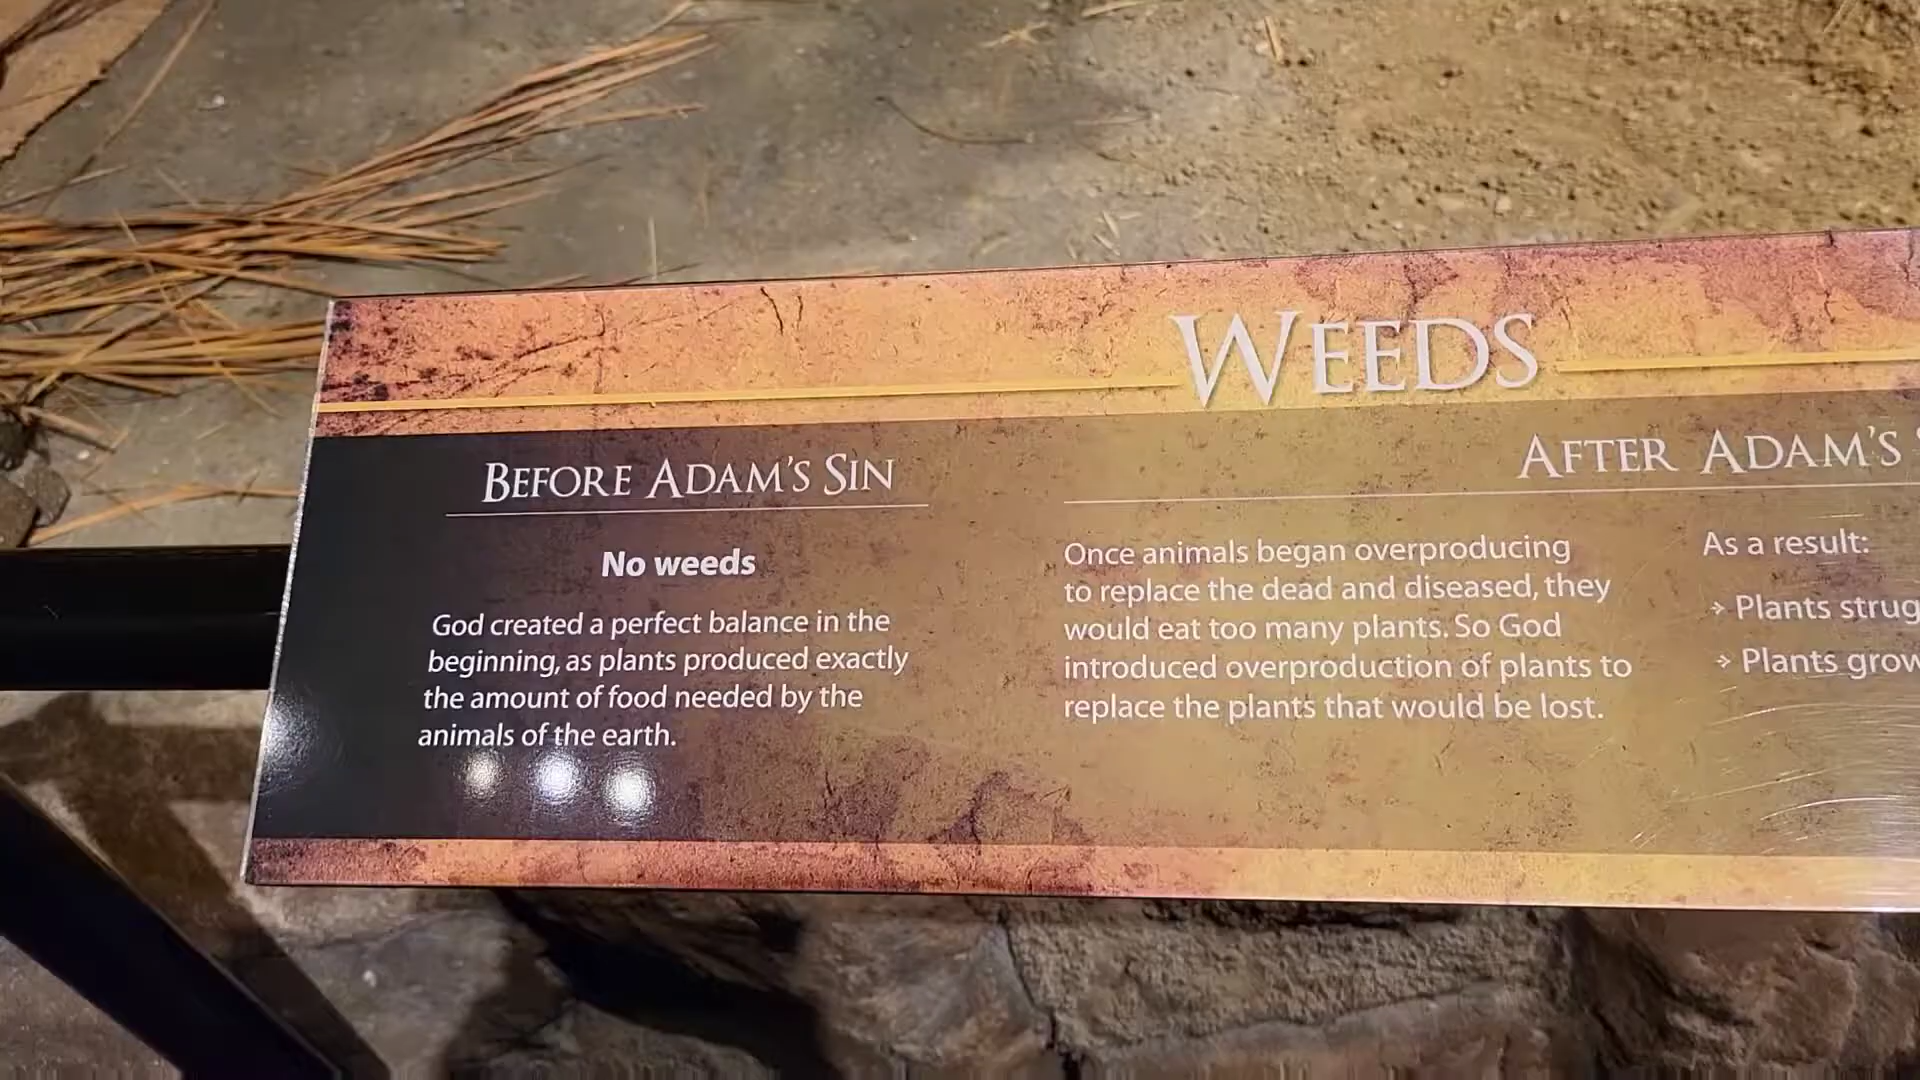 WEEDS
BEFORE ADAM'S SIN
No weeds
God created a perfect balance in the
beginning, as plants produced exactly
the amount of food needed by the
animals of the earth.
AFTER ADAM'S
Once animals began overproducing
to replace the dead and diseased, they
would eat too many plants. So God
introduced overproduction of plants to
replace the plants that would be lost.
As a result:
Plants
Plants